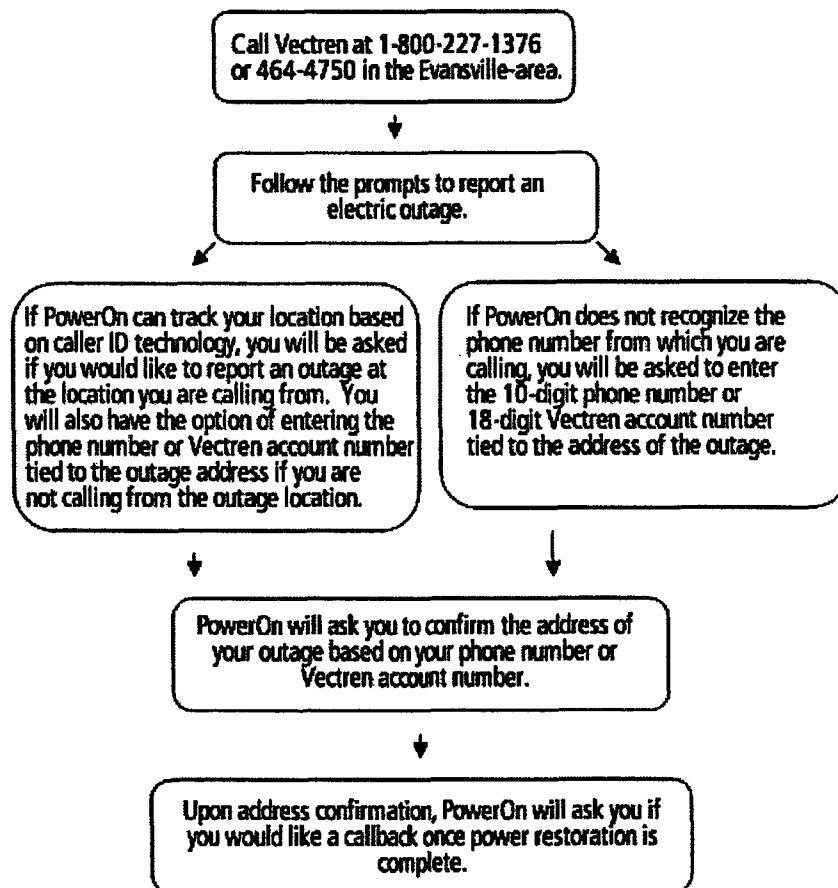 Call Vectren at 1-800-227-1376
or 464-4750 in the Evansville-area.
Follow the prompts to report an
electric outage.
If PowerOn can track your location based
on caller ID technology, you will be asked
if you would like to report an outage at
the location you are calling from. You
will also have the option of entering the
phone number or Vectren account number
tied to the outage address if you are
not calling from the outage location.
If PowerOn does not recognize the
phone number from which you are
calling, you will be asked to enter
the 10-digit phone number or
18-digit Vectren account number
tied to the address of the outage.
PowerOn will ask you to confirm the address of
your outage based on your phone number or
Vectren account number.
Upon address confirmation, PowerOn will ask you if
you would like a callback once power restoration is
complete.